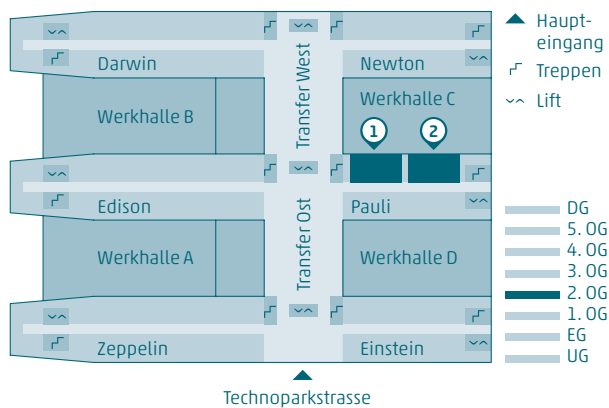 Haupt-
eingang
Treppen
Lift
Darwin
Transfer West
Newton
Werkhalle B
Werkhalle C
1
2
Edison
Transfer Ost
Pauli
Werkhalle A
Werkhalle D
Zeppelin
Einstein
DG
5. OG
4. OG
3. OG
2. OG
1. OG
EG
UG
Technoparkstrasse